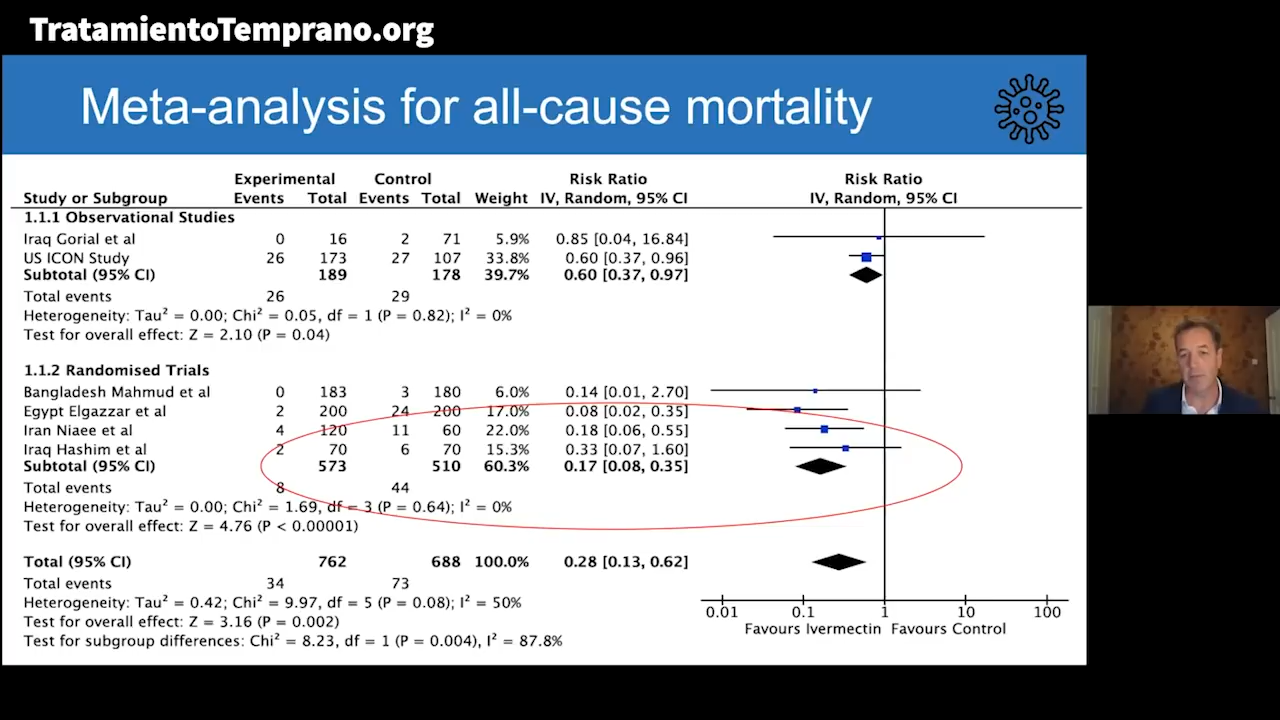 TratamientoTemprano.org
Meta-analysis for all-cause mortality
Experimental Control Risk Ratio Risk Ratio
Study or Subgroup Events Total Events Total Weight IV, Random, 95% CI IV, Random, 95% CI
1.1.1 Observational Studies
Iraq Gorial et al 0 16 2 71 5.9% 0.85 [0.04, 16.84]
US ICON Study 26 173 27 107 33.8% 0.60 [0.37, 0.96]
Subtotal (95% CI) 189 178 39.7% 0.60 [0.37, 0.97]
Total events 26 29
Heterogeneity: Tau² = 0.00; Chi² = 0.05, df = 1 (P = 0.82); I² = 0%
Test for overall effect: Z = 2.10 (P = 0.04)
1.1.2 Randomised Trials
Bangladesh Mahmud et al 0 183 3 180 6.0% 0.14 [0.01, 2.70]
Egypt Elgazzar et al 2 200 24 200 17.0% 0.08 [0.02, 0.35]
Iran Niaee et al 4 120 11 60 22.0% 0.18 [0.06, 0.55]
Iraq Hashim et al 2 70 6 70 15.3% 0.33 [0.07, 1.60]
Subtotal (95% CI) 573 510 60.3% 0.17 [0.08, 0.35]
Total events 8 44
Heterogeneity: Tau² = 0.00; Chi² = 1.69, df = 3 (P = 0.64); I² = 0%
Test for overall effect: Z = 4.76 (P < 0.00001)
Total (95% CI) 762 688 100.0% 0.28 [0.13, 0.62]
Total events 34 73
Heterogeneity: Tau² = 0.42; Chi² = 9.97, df = 5 (P = 0.08); I² = 50%
Test for overall effect: Z = 3.16 (P = 0.002)
Test for subgroup differences: Chi² = 8.23, df = 1 (P = 0.004), I² = 87.8%
0.01 0.1 1 10 100
Favours Ivermectin Favours Control